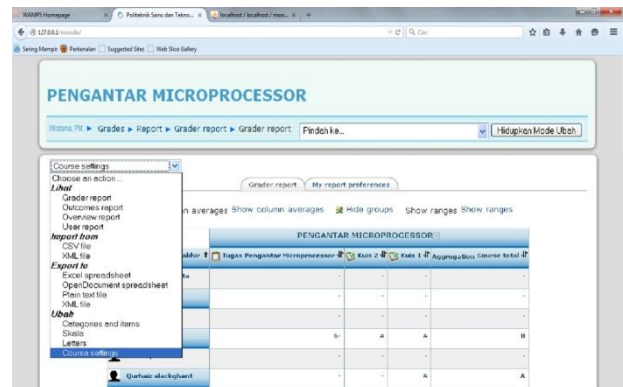 WAMP5 Homepage
Politeknik Sains dan Tekno...
localhost / localhost / moo...
127.0.0.1/moodle/
Cari
Sering Mampir
Perkenalan
Suggested Sites
Web Slice Gallery
PENGANTAR MICROPROCESSOR
► Grades ► Report ► Grader report ► Grader report
Pindah ke...
Hidupkan Mode Ubah
Course settings
Choose an action ...
Lihat
Grader report
Outcomes report
Overview report
User report
Import from
CSV file
XML file
Export to
Excel spreadsheet
OpenDocument spreadsheet
Plain text file
XML file
Ubah
Categories and items
Skala
Letters
Course settings
Grader report
My report preferences
averages Show column averages Hide groups Show ranges Show ranges
PENGANTAR MICROPROCESSOR
Tugas Pengantar Microprocessor
Kuis 2
Kuis 1
Aggregation Course total
- - - -
- - - -
B- A A B
- - - -
- - A A